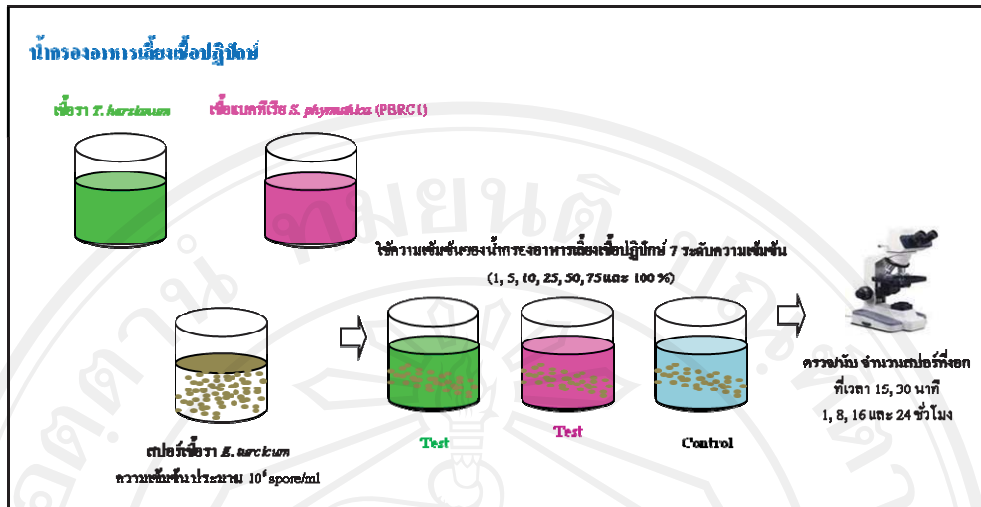 น้ำกรองอาหารเลี้ยงเชื้อปฏิปักษ์
เชื้อรา T. harzianum
เชื้อแบคทีเรีย S. phymuthica (PBRC1)
ใช้ความเข้มข้นของน้ำกรองอาหารเลี้ยงเชื้อปฏิปักษ์ 7 ระดับความเข้มข้น
(1, 5, 10, 25, 50, 75 และ 100 %)
ตรวจ/นับ จำนวนสปอร์ที่งอก
ที่เวลา 15, 30 นาที
1, 8, 16 และ 24 ชั่วโมง
Test
Test
Control
สปอร์เชื้อรา E. turcicum
ความเข้มข้นประมาณ 10⁶ spore/ml